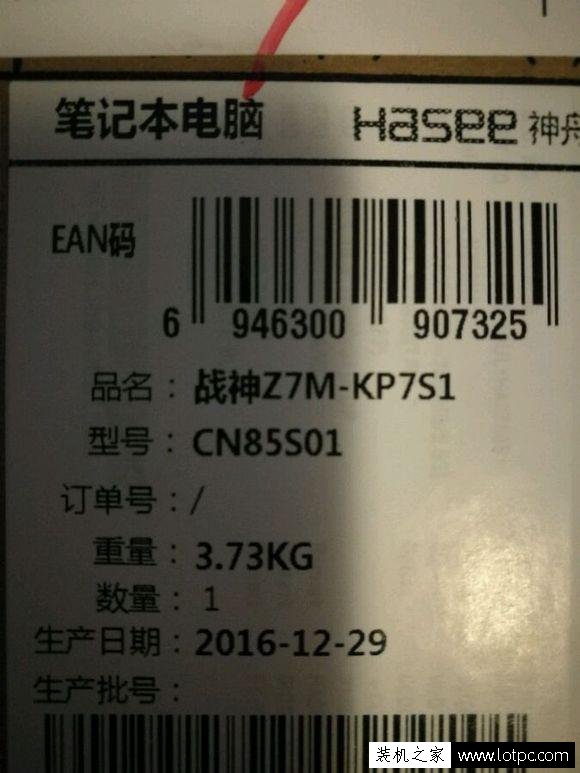 笔记本电脑 Hasee 神舟
EAN码
6 946300 907325
品名：战神Z7M-KP7S1
型号：CN85S01
订单号：/
重量：3.73KG
数量：1
生产日期：2016-12-29
生产批号：
装机之家 www.lotpc.com